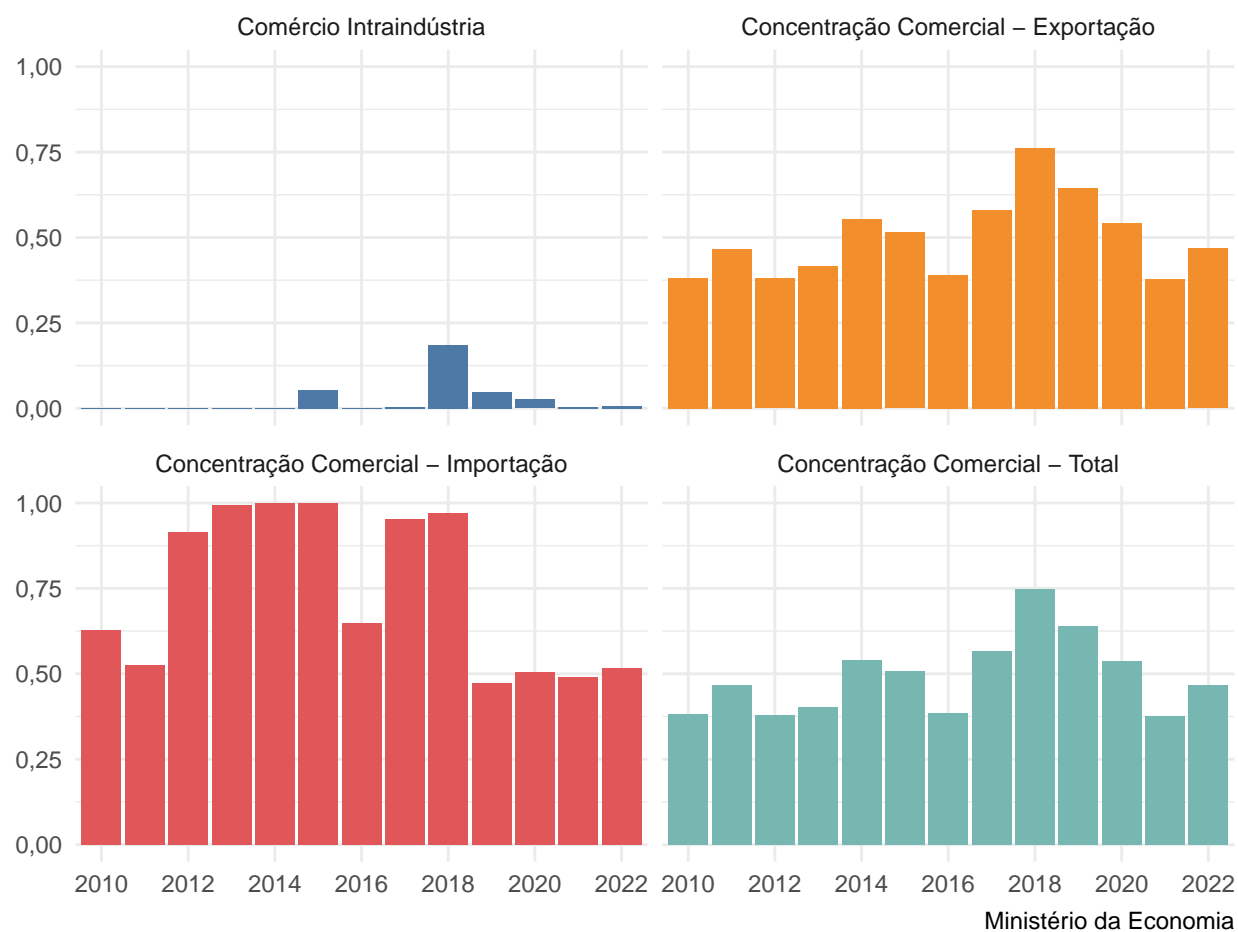 Comércio Intraindústria
Concentração Comercial – Exportação
1,00
0,75
0,50
0,25
0,00
Concentração Comercial – Importação
Concentração Comercial – Total
1,00
0,75
0,50
0,25
0,00
2010 2012 2014 2016 2018 2020 2022
2010 2012 2014 2016 2018 2020 2022
Ministério da Economia